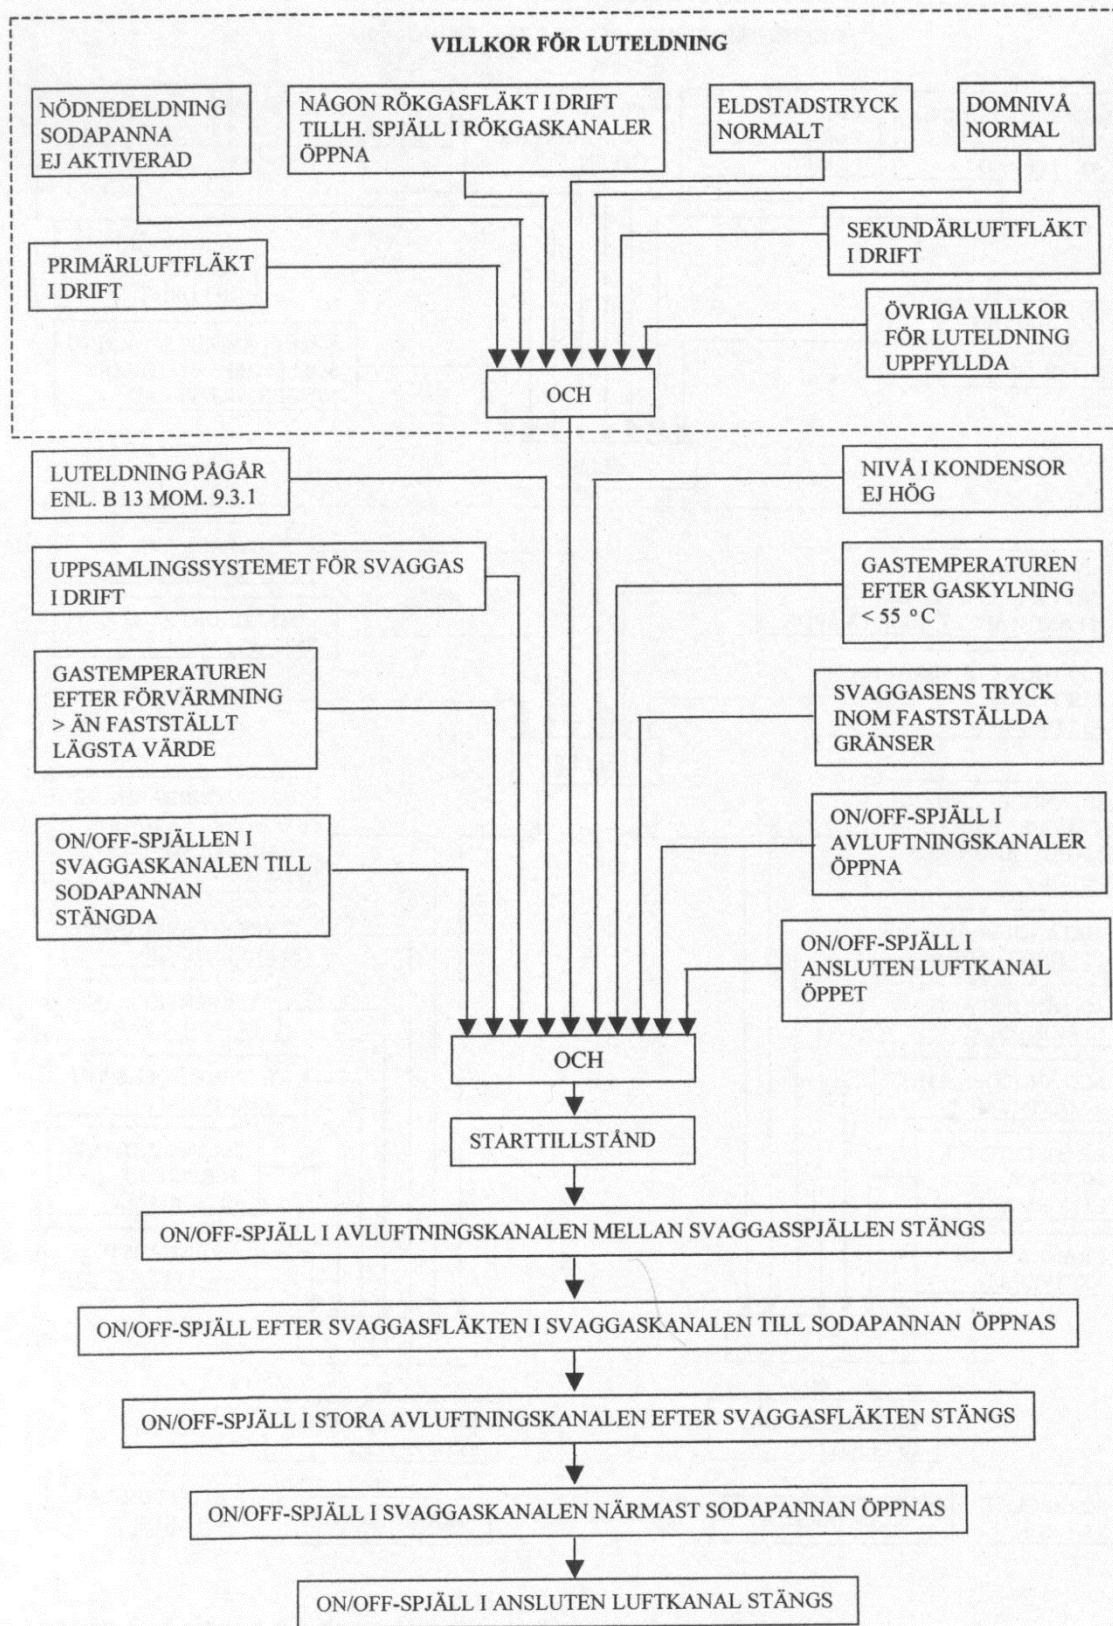 VILLKOR FÖR LUTELDNING
NÖDNEDELDNING
SODAPANNA
EJ AKTIVERAD
NÅGON RÖKGASFLÄKT I DRIFT
TILLH. SPJÄLL I RÖKGASKANALER
ÖPPNA
ELDSTADSTRYCK
NORMALT
DOMNIVÅ
NORMAL
PRIMÄRLUFTFLÄKT
I DRIFT
SEKUNDÄRLUFTFLÄKT
I DRIFT
ÖVRIGA VILLKOR
FÖR LUTELDNING
UPPFYLLDA
OCH
LUTELDNING PÅGÅR
ENL. B 13 MOM. 9.3.1
NIVÅ I KONDENSOR
EJ HÖG
UPPSAMLINGSSYSTEMET FÖR SVAGGAS
I DRIFT
GASTEMPERATUREN
EFTER GASKYLNING
< 55 °C
GASTEMPERATUREN
EFTER FÖRVÄRMNING
> ÄN FASTSTÄLLT
LÄGSTA VÄRDE
SVAGGASENS TRYCK
INOM FASTSTÄLLDA
GRÄNSER
ON/OFF-SPJÄLLEN I
SVAGGASKANALEN TILL
SODAPANNAN
STÄNGDA
ON/OFF-SPJÄLL I
AVLUFTNINGSKANALER
ÖPPNA
ON/OFF-SPJÄLL I
ANSLUTEN LUFTKANAL
ÖPPET
OCH
STARTTILLSTÅND
ON/OFF-SPJÄLL I AVLUFTNINGSKANALEN MELLAN SVAGGASSPJÄLLEN STÄNGS
ON/OFF-SPJÄLL EFTER SVAGGASFLÄKTEN I SVAGGASKANALEN TILL SODAPANNAN ÖPPNAS
ON/OFF-SPJÄLL I STORA AVLUFTNINGSKANALEN EFTER SVAGGASFLÄKTEN STÄNGS
ON/OFF-SPJÄLL I SVAGGASKANALEN NÄRMAST SODAPANNAN ÖPPNAS
ON/OFF-SPJÄLL I ANSLUTEN LUFTKANAL STÄNGS